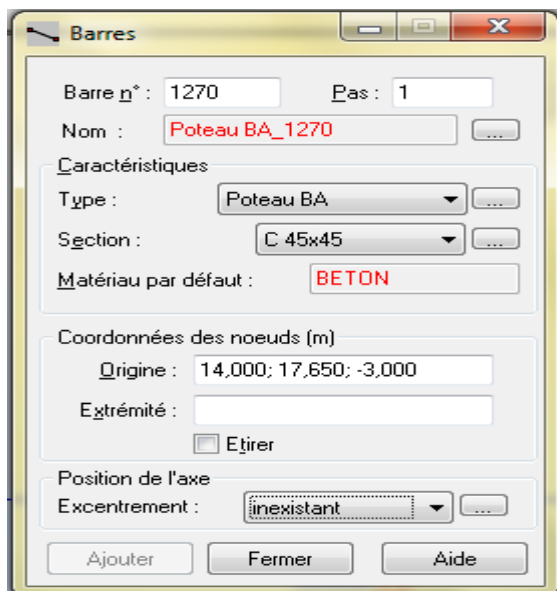 Barres
Barre n° : 1270 Pas : 1
Nom : Poteau BA_1270 ...
Caractéristiques
Type : Poteau BA ...
Section : C 45x45 ...
Matériau par défaut : BETON
Coordonnées des noeuds (m)
Origine : 14,000; 17,650; -3,000
Extrémité :
Etirer
Position de l'axe
Excentrement : inexistant ...
Ajouter Fermer Aide